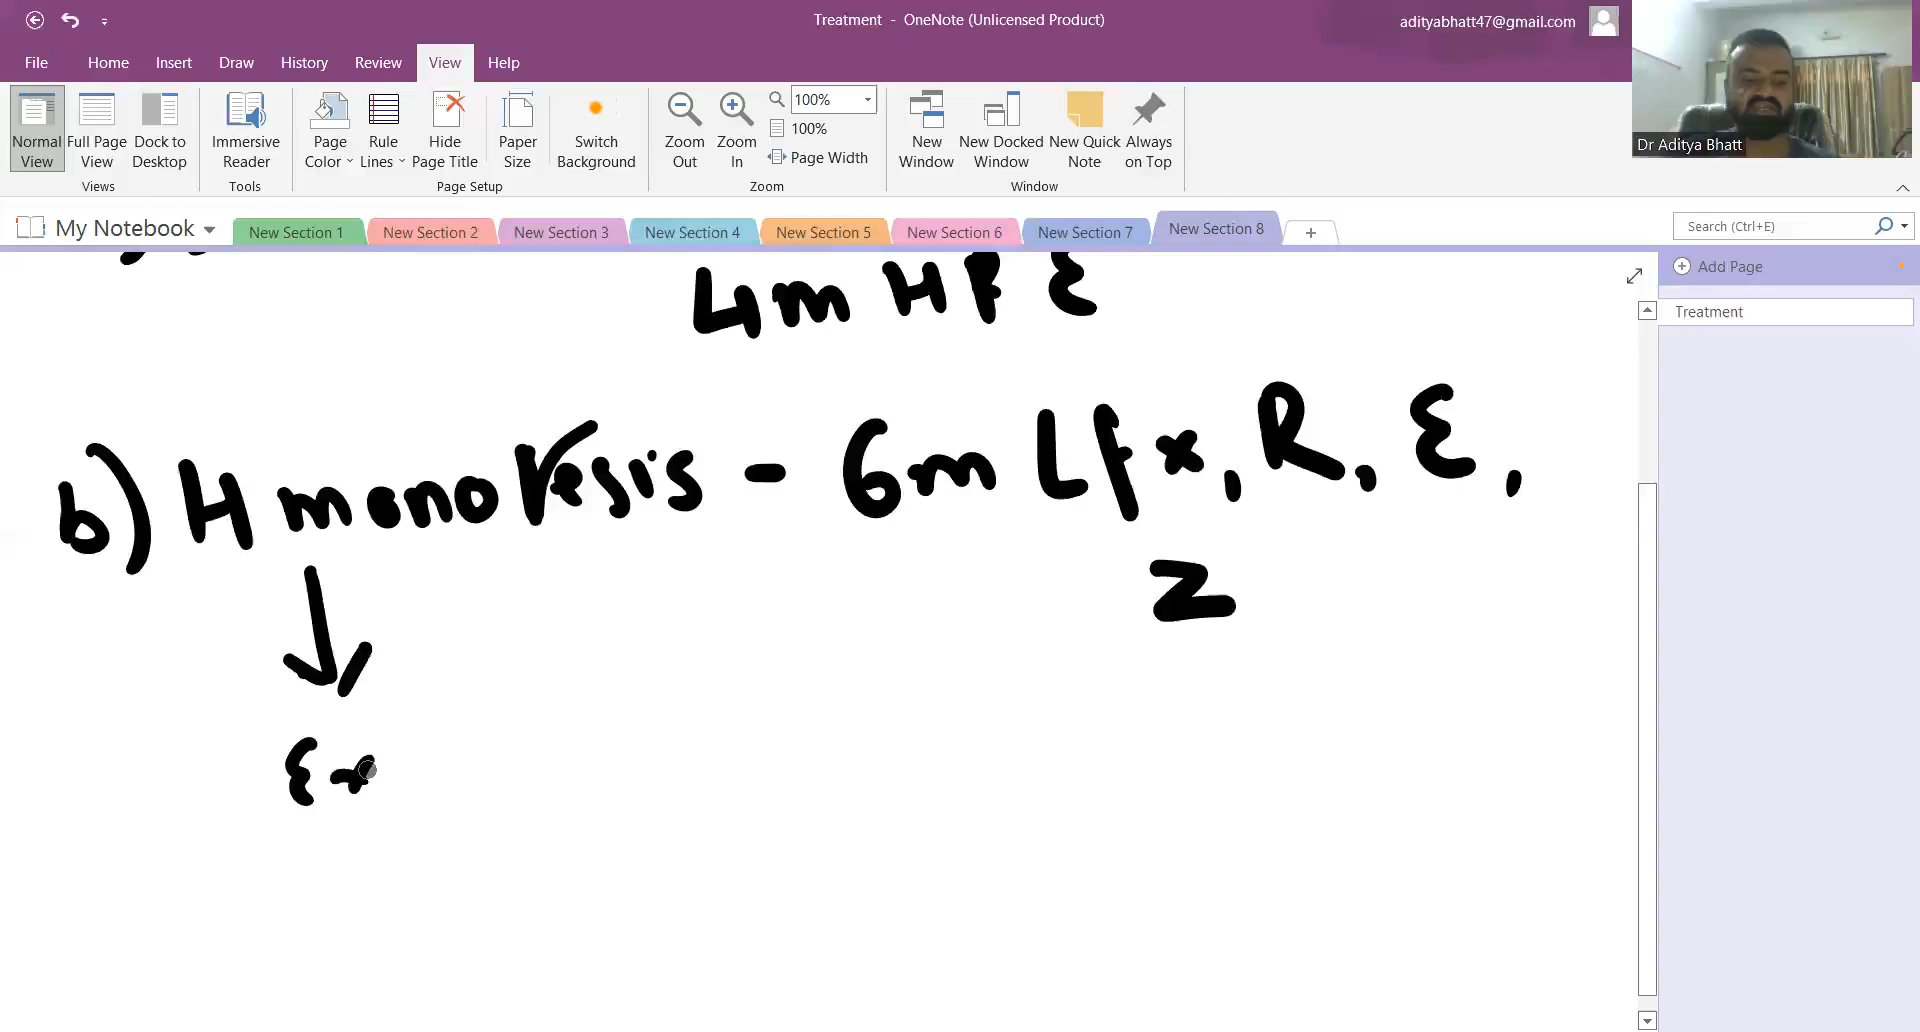 Treatment - OneNote (Unlicensed Product)
adityabhatt47@gmail.com
File Home Insert Draw History Review View Help
Normal View
Full Page View
Dock to Desktop
Immersive Reader
Page Color
Rule Lines
Hide Page Title
Paper Size
Switch Background
Zoom Out
Zoom In
100%
100%
Page Width
New Window
New Docked Window
New Quick Note
Always on Top
Views Tools Page Setup Zoom Window
Dr Aditya Bhatt
My Notebook New Section 1 New Section 2 New Section 3 New Section 4 New Section 5 New Section 6 New Section 7 New Section 8 +
Search (Ctrl+E)
Add Page
Treatment
4m H R E
b) H monoresis - 6m Lfx, R, E,
Z